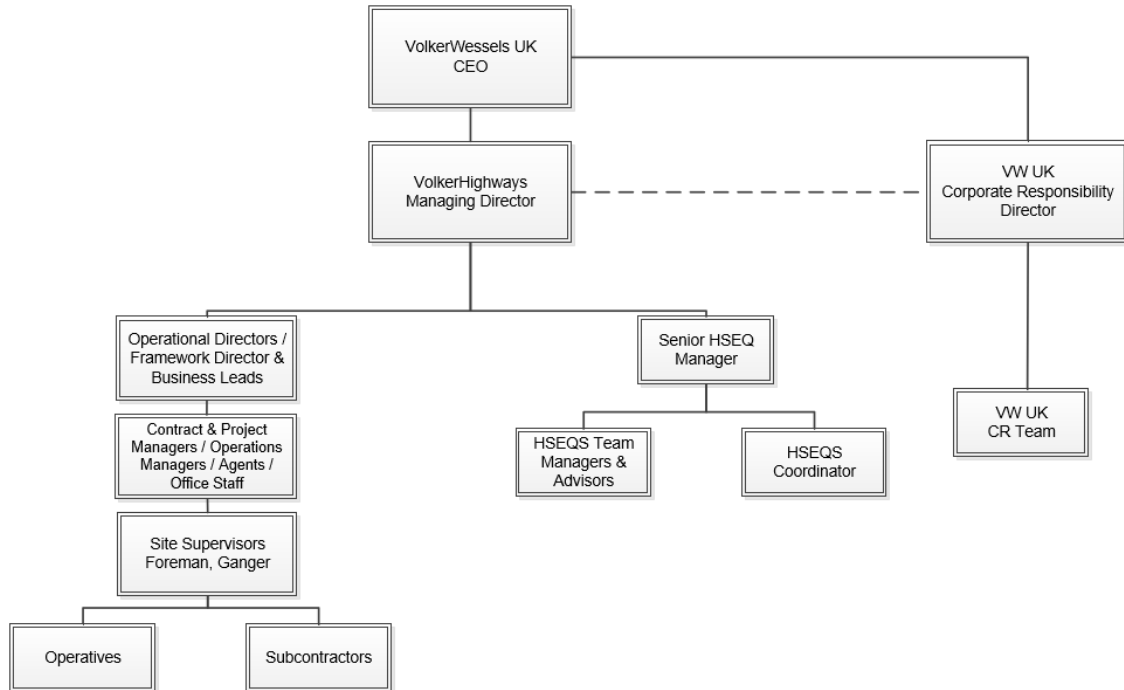 VolkerWessels UK
CEO
VolkerHighways
Managing Director
VW UK
Corporate Responsibility
Director
Operational Directors /
Framework Director &
Business Leads
Senior HSEQ
Manager
Contract & Project
Managers / Operations
Managers / Agents /
Office Staff
HSEQS Team
Managers &
Advisors
HSEQS
Coordinator
VW UK
CR Team
Site Supervisors
Foreman, Ganger
Operatives
Subcontractors